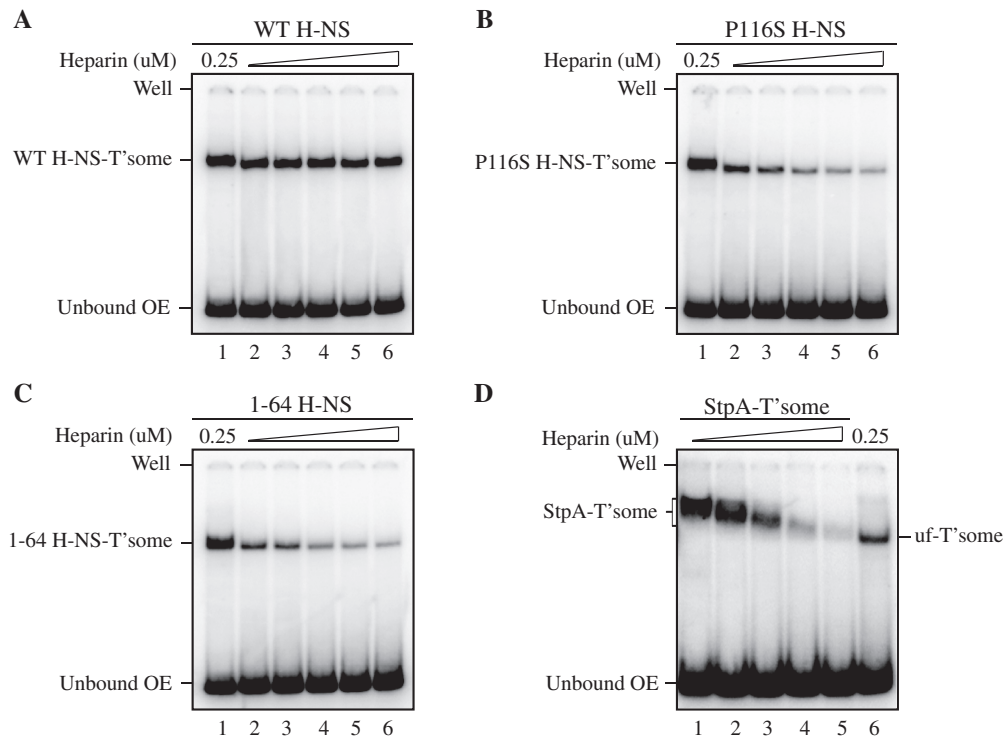 A
WT H-NS
Heparin (uM) 0.25
Well
WT H-NS-T'some
Unbound OE
1 2 3 4 5 6
B
P116S H-NS
Heparin (uM) 0.25
Well
P116S H-NS-T'some
Unbound OE
1 2 3 4 5 6
C
1-64 H-NS
Heparin (uM) 0.25
Well
1-64 H-NS-T'some
Unbound OE
1 2 3 4 5 6
D
StpA-T'some
Heparin (uM) 0.25
Well
StpA-T'some
uf-T'some
Unbound OE
1 2 3 4 5 6